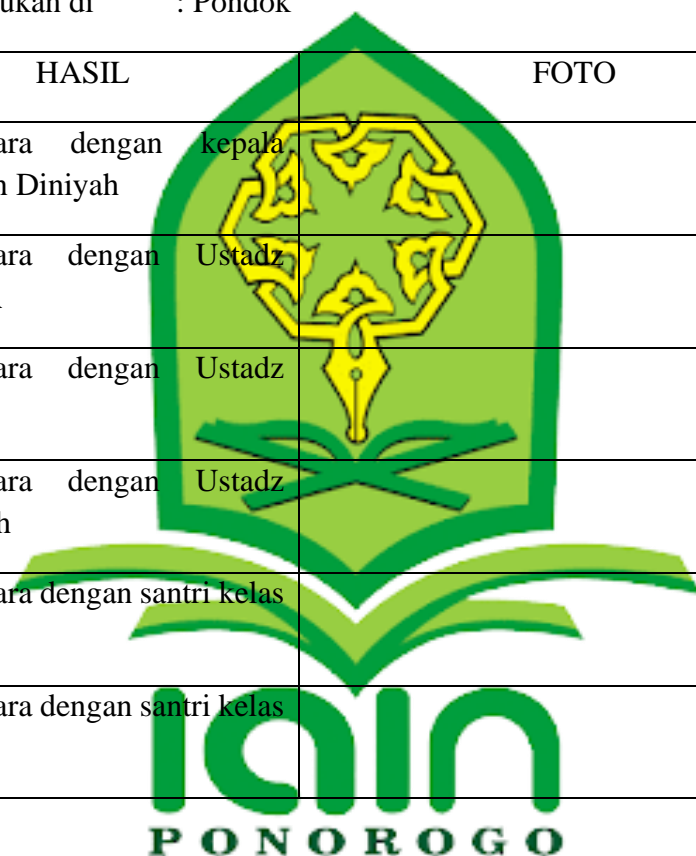 ukan di : Pondok
HASIL FOTO
ara dengan kepala
n Diniyah
ara dengan Ustadz
ara dengan Ustadz
ara dengan Ustadz
h
ara dengan santri kelas
ara dengan santri kelas
iain
PONOROGO